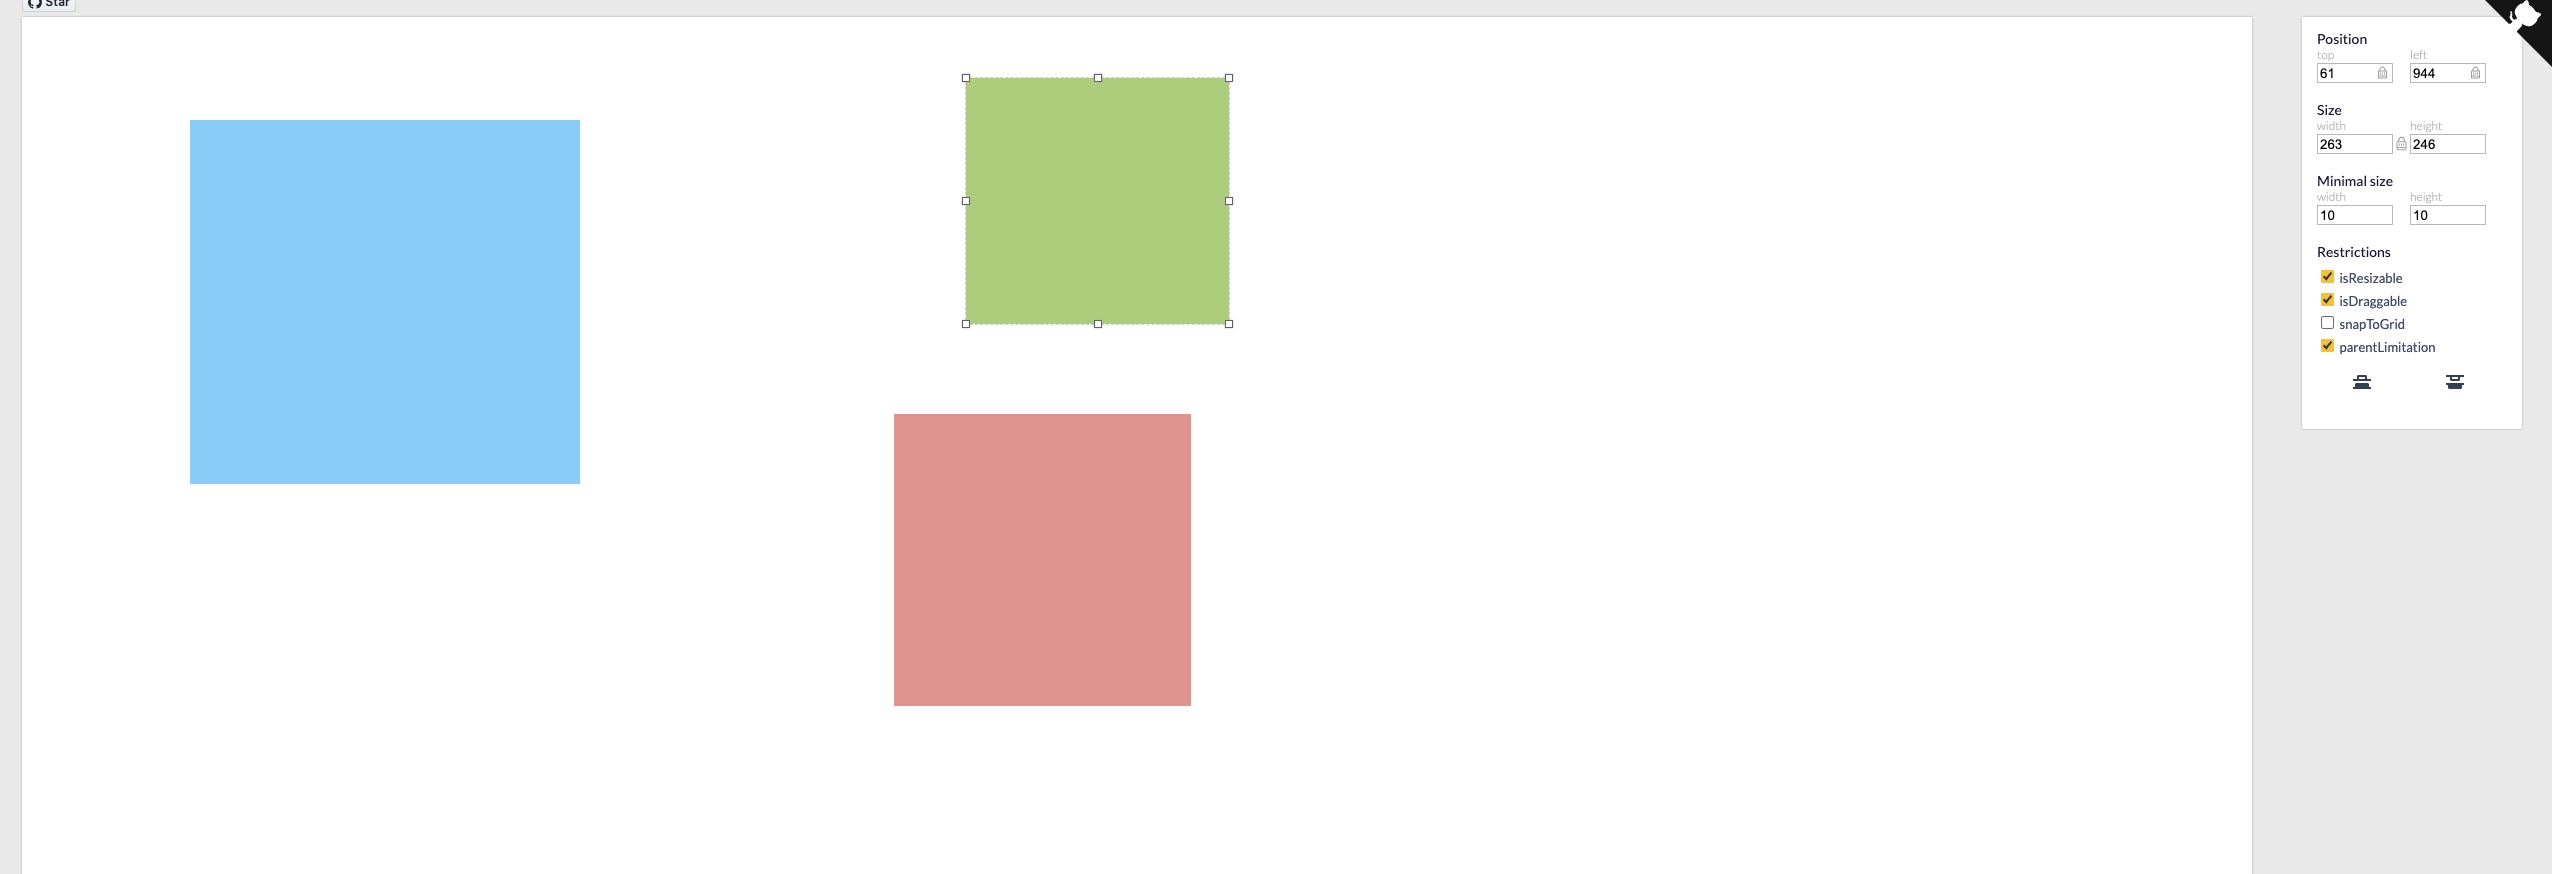 Star
Position
top left
61 944
Size
width height
263 246
Minimal size
width height
10 10
Restrictions
isResizable
isDraggable
snapToGrid
parentLimitation